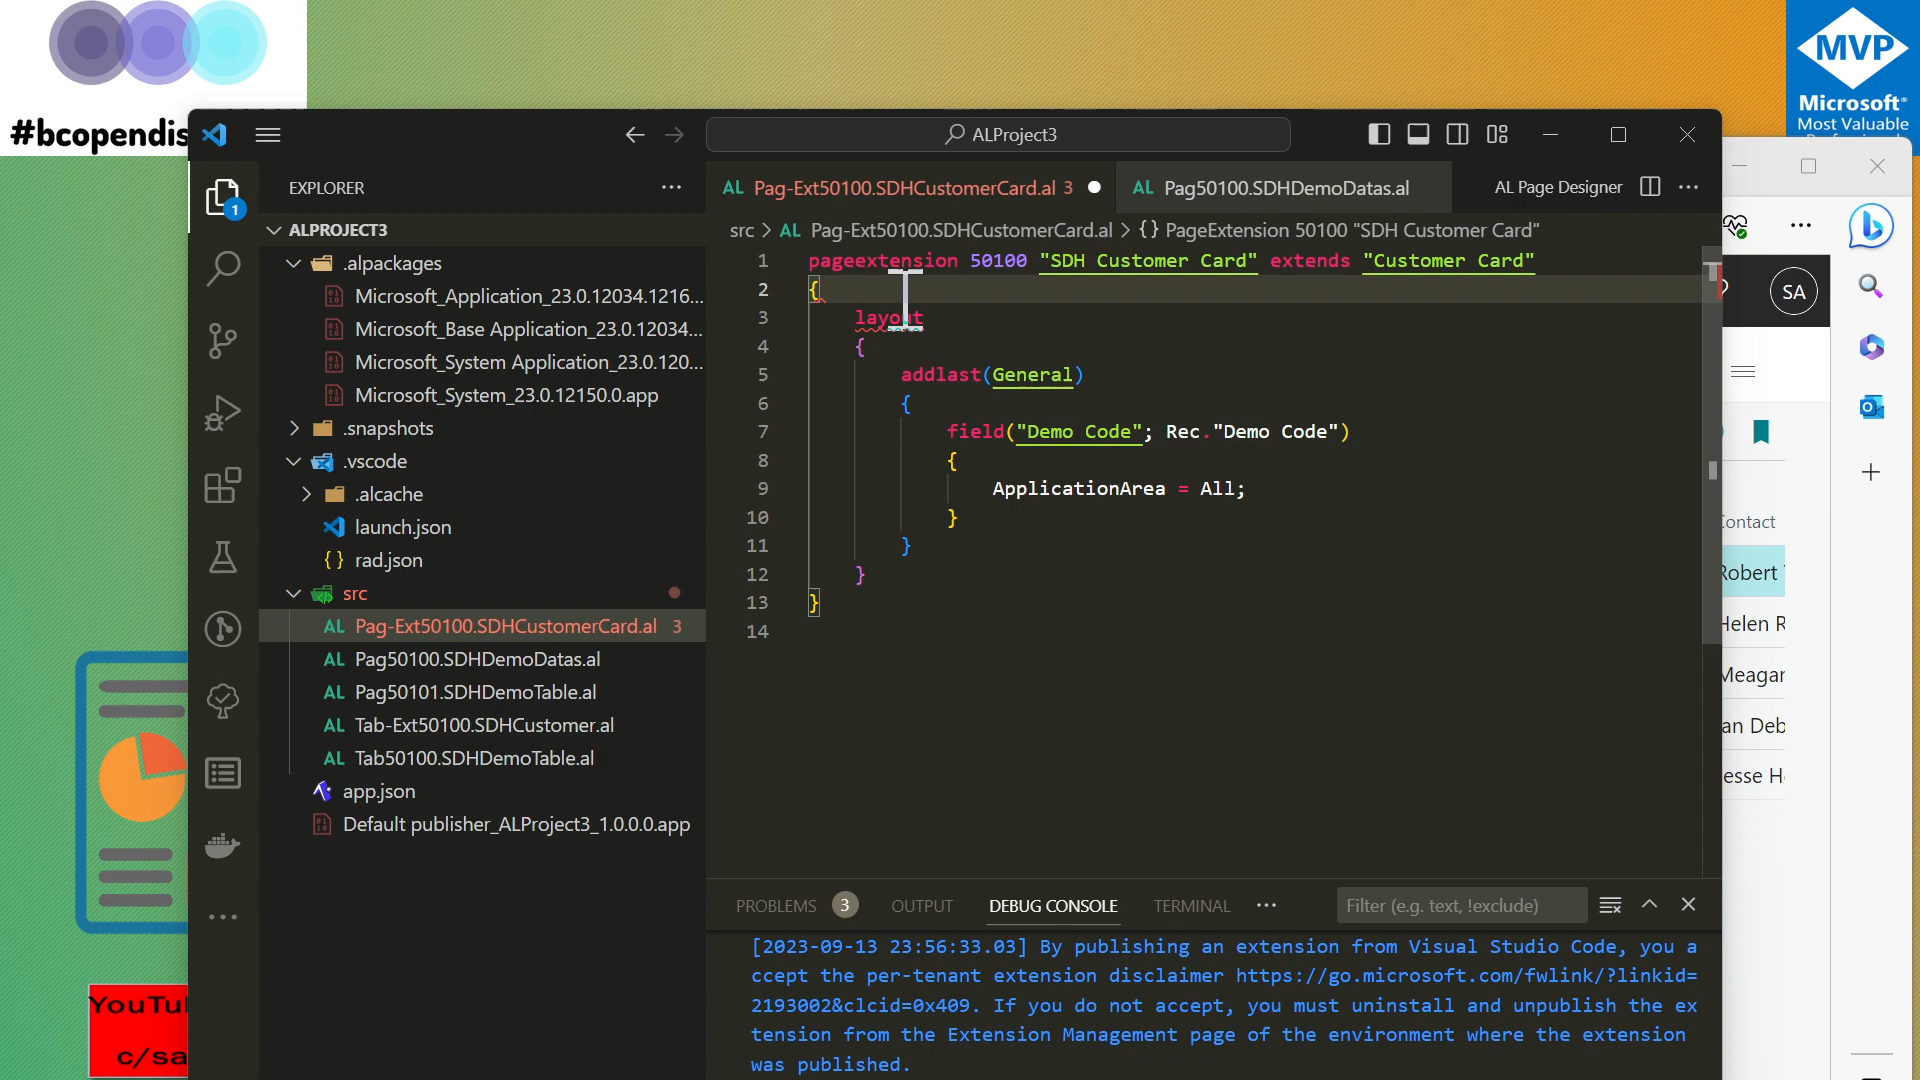 #bcopendis
MVP
Microsoft®
Most Valuable
ALProject3
EXPLORER
AL Pag-Ext50100.SDHCustomerCard.al 3
AL Pag50100.SDHDemoDatas.al
AL Page Designer
1
ALPROJECT3
src > AL Pag-Ext50100.SDHCustomerCard.al > {} PageExtension 50100 "SDH Customer Card"
.alpackages
Microsoft_Application_23.0.12034.1216...
Microsoft_Base Application_23.0.12034...
Microsoft_System Application_23.0.120...
Microsoft_System_23.0.12150.0.app
.snapshots
.vscode
.alcache
launch.json
{} rad.json
src
AL Pag-Ext50100.SDHCustomerCard.al 3
AL Pag50100.SDHDemoDatas.al
AL Pag50101.SDHDemoTable.al
AL Tab-Ext50100.SDHCustomer.al
AL Tab50100.SDHDemoTable.al
app.json
Default publisher_ALProject3_1.0.0.0.app
1 pageextension 50100 "SDH Customer Card" extends "Customer Card"
2 {
3 layout
4 {
5 addlast(General)
6 {
7 field("Demo Code"; Rec."Demo Code")
8 {
9 ApplicationArea = All;
10 }
11 }
12 }
13 }
14
PROBLEMS 3
OUTPUT
DEBUG CONSOLE
TERMINAL
Filter (e.g. text, !exclude)
[2023-09-13 23:56:33.03] By publishing an extension from Visual Studio Code, you a
ccept the per-tenant extension disclaimer https://go.microsoft.com/fwlink/?linkid=
2193002&clcid=0x409. If you do not accept, you must uninstall and unpublish the ex
tension from the Extension Management page of the environment where the extension
was published.
SA
Contact
Robert
Helen R
Meagan
an Deb
esse H
YouTu
c/sa